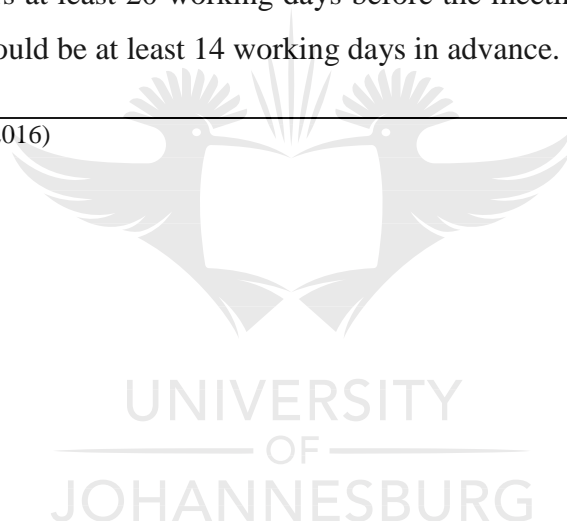 at least 20 working days before the meetin
ould be at least 14 working days in advance.
016)
UNIVERSITY
OF
JOHANNESBURG